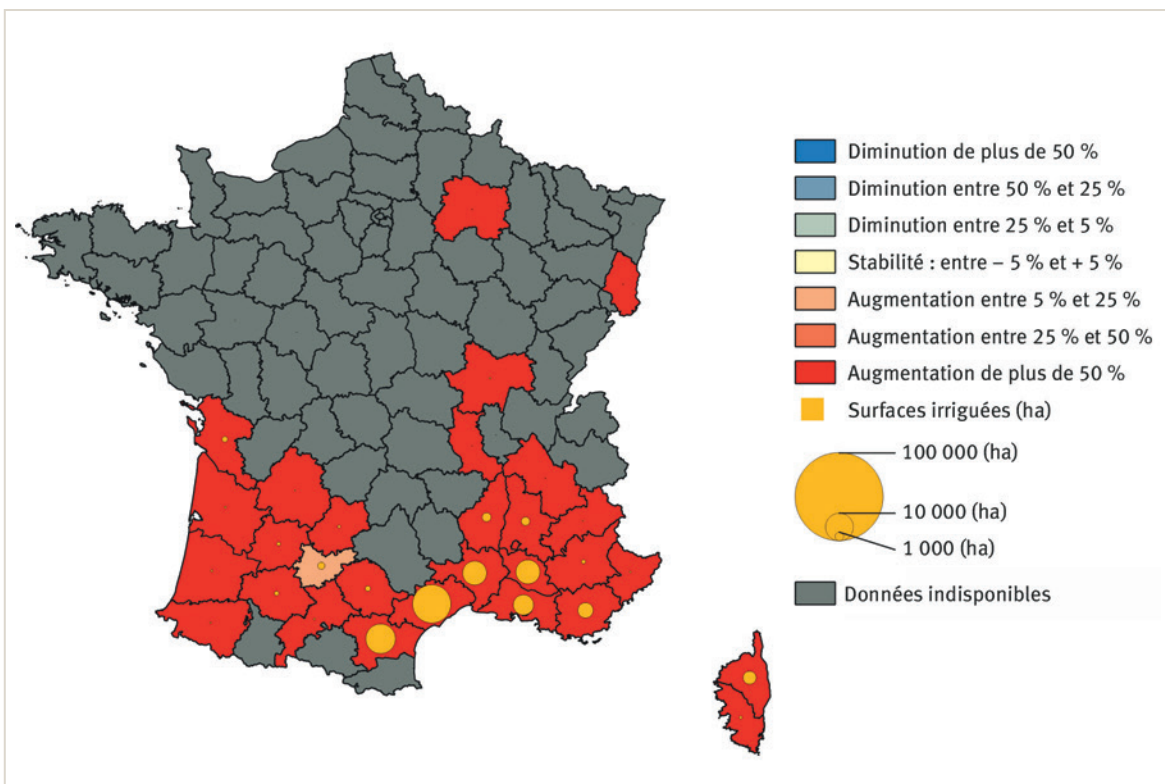 Diminution de plus de 50 %
Diminution entre 50 % et 25 %
Diminution entre 25 % et 5 %
Stabilité : entre – 5 % et + 5 %
Augmentation entre 5 % et 25 %
Augmentation entre 25 % et 50 %
Augmentation de plus de 50 %
Surfaces irriguées (ha)
100 000 (ha)
10 000 (ha)
1 000 (ha)
Données indisponibles